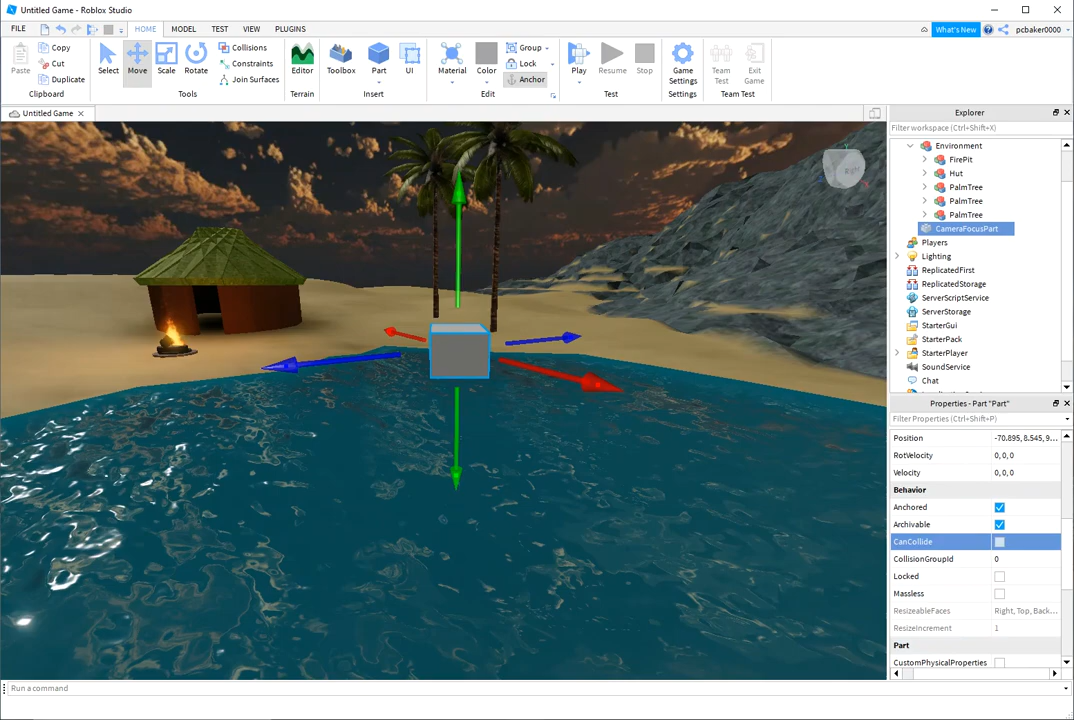 Untitled Game - Roblox Studio
FILE HOME MODEL TEST VIEW PLUGINS What's New pcbaker0000
Paste Copy Cut Duplicate Select Move Scale Rotate Collisions Constraints Join Surfaces Editor Toolbox Part UI Material Color Group Lock Anchor Play Resume Stop Game Settings Team Test Exit Game
Clipboard Tools Terrain Insert Edit Test Settings Team Test
Untitled Game
Explorer
Filter workspace (Ctrl+Shift+X)
Environment
FirePit
Hut
PalmTree
PalmTree
PalmTree
CameraFocusPart
Players
Lighting
ReplicatedFirst
ReplicatedStorage
ServerScriptService
ServerStorage
StarterGui
StarterPack
StarterPlayer
SoundService
Chat
Properties - Part "Part"
Filter Properties (Ctrl+Shift+P)
Position -70.895, 8.545, 9...
RotVelocity 0, 0, 0
Velocity 0, 0, 0
Behavior
Anchored
Archivable
CanCollide
CollisionGroupId 0
Locked
Massless
ResizeableFaces Right, Top, Back...
ResizeIncrement 1
Part
CustomPhysicalProperties
Run a command